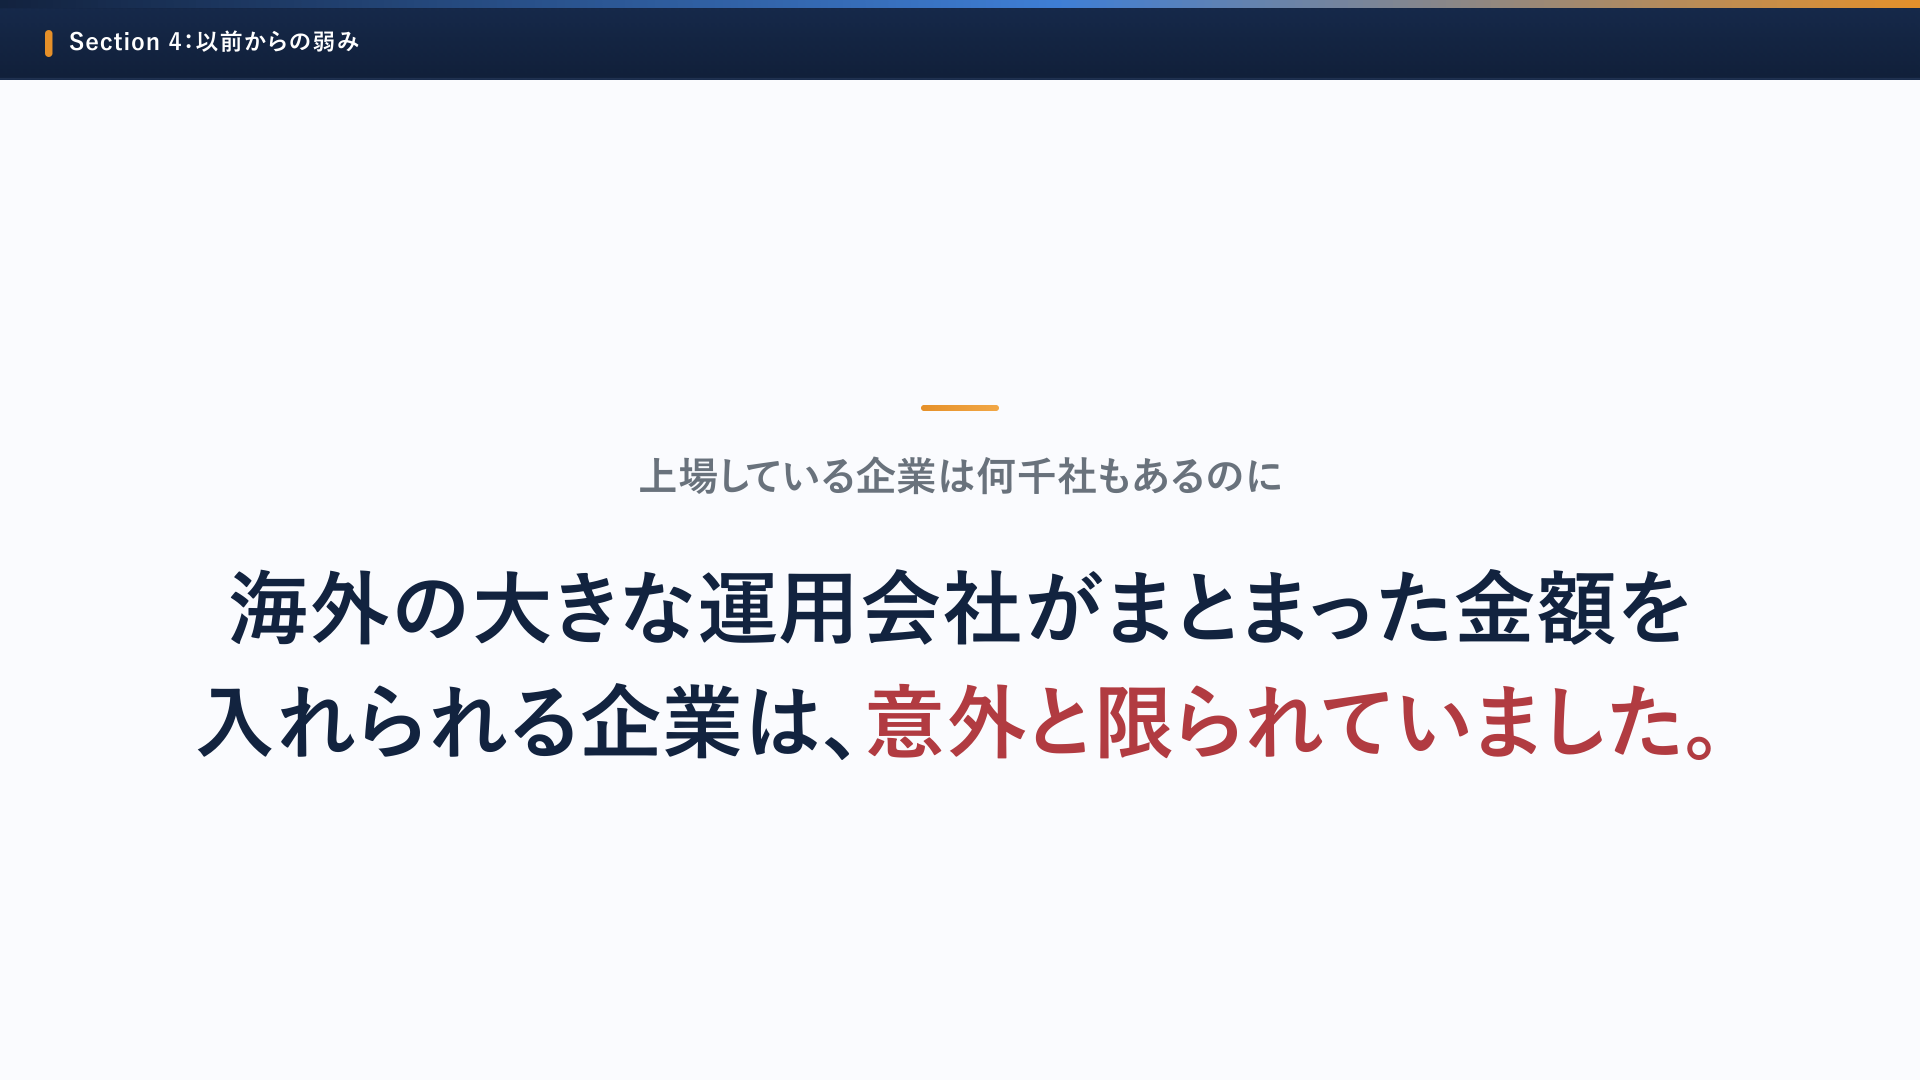 Section 4：以前からの弱み
上場している企業は何千社もあるのに
海外の大きな運用会社がまとまった金額を
入れられる企業は、意外と限られていました。